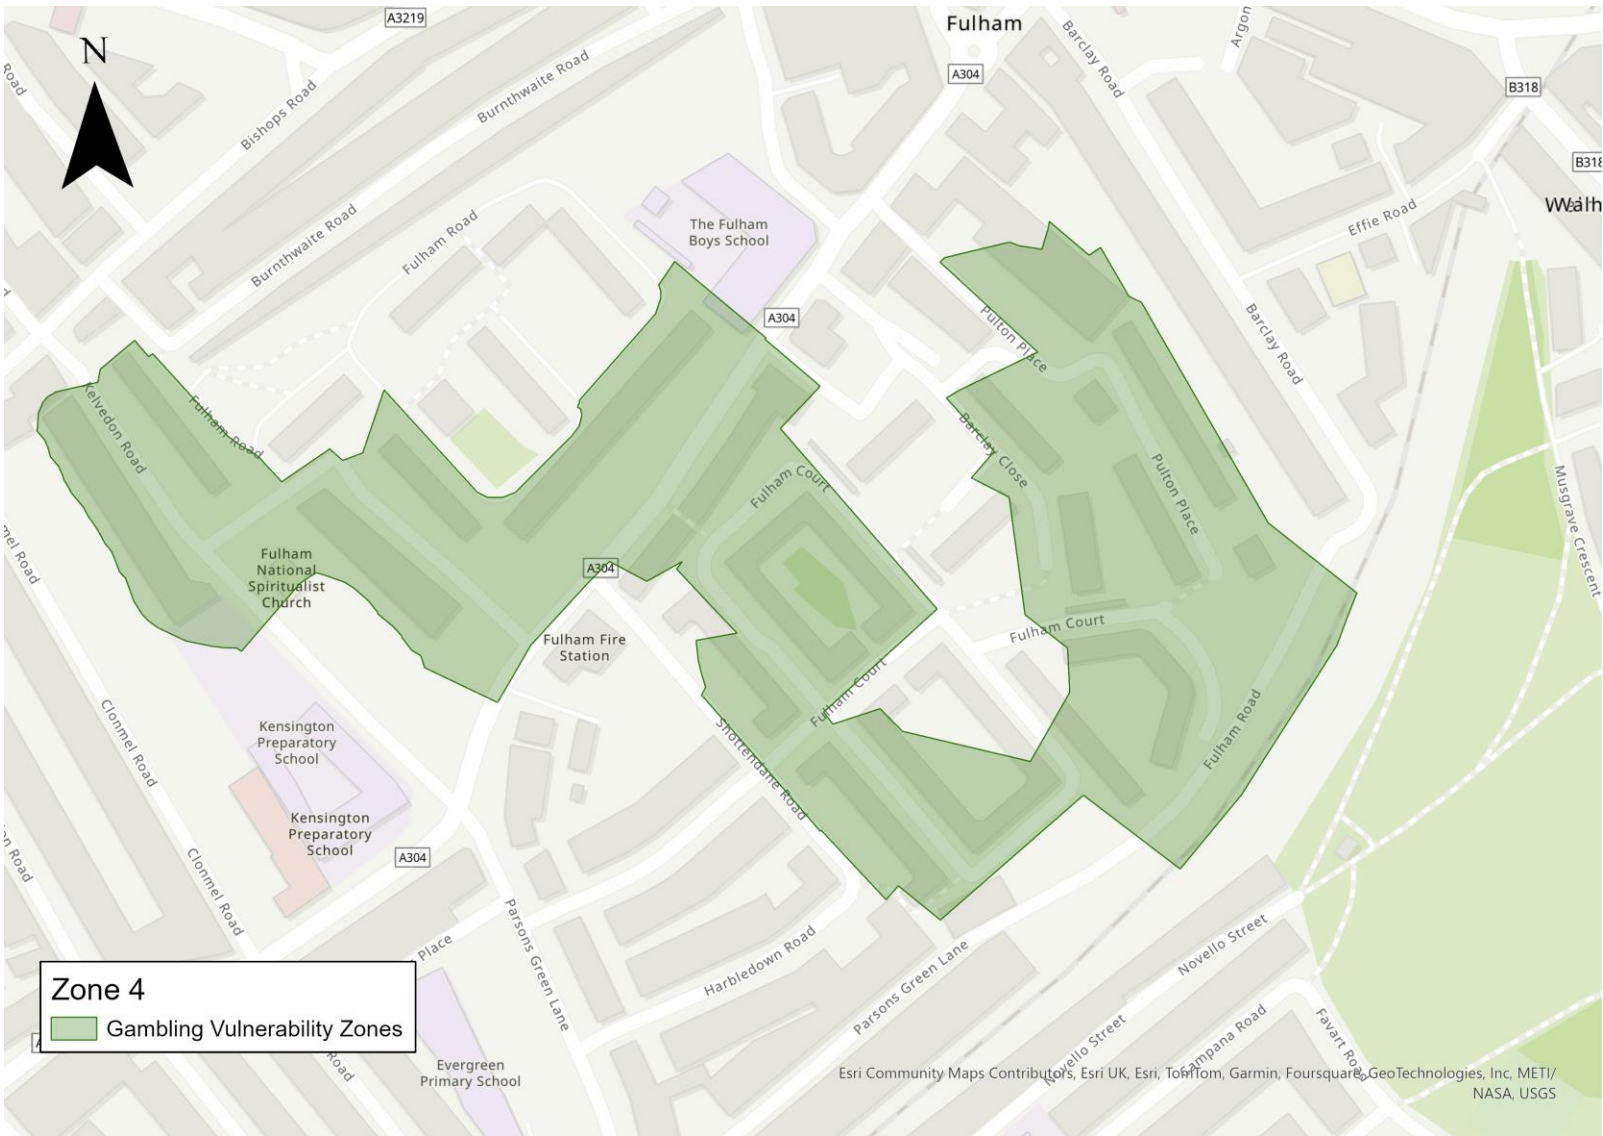 A3219
Fulham
Argon
Barclay Road
N
Road
Bishops Road
Burnthwaite Road
A304
B318
B318
Burnthwaite Road
Fulham Road
The Fulham
Boys School
Effie Road
A304
Pulton Place
Barclay Road
Kelvedon Road
Fulham Road
Barclay Close
Pulton Place
Fulham Court
Musgrave Crescent
Fulham
National
Spiritualist
Church
A304
Fulham Fire
Station
Fulham Court
Fulham Court
Fulham Road
Clonmel Road
Kensington
Preparatory
School
Shottendane Road
Kensington
Preparatory
School
A304
Clonmel Road
Parsons Green Lane
Place
Harbledown Road
Parsons Green Lane
Novello Street
Novello Street
Favart Road
Zone 4
Gambling Vulnerability Zones
Road
Evergreen
Primary School
Esri Community Maps Contributors, Esri UK, Esri, TomTom, Garmin, Foursquare, GeoTechnologies, Inc, METI/
NASA, USGS